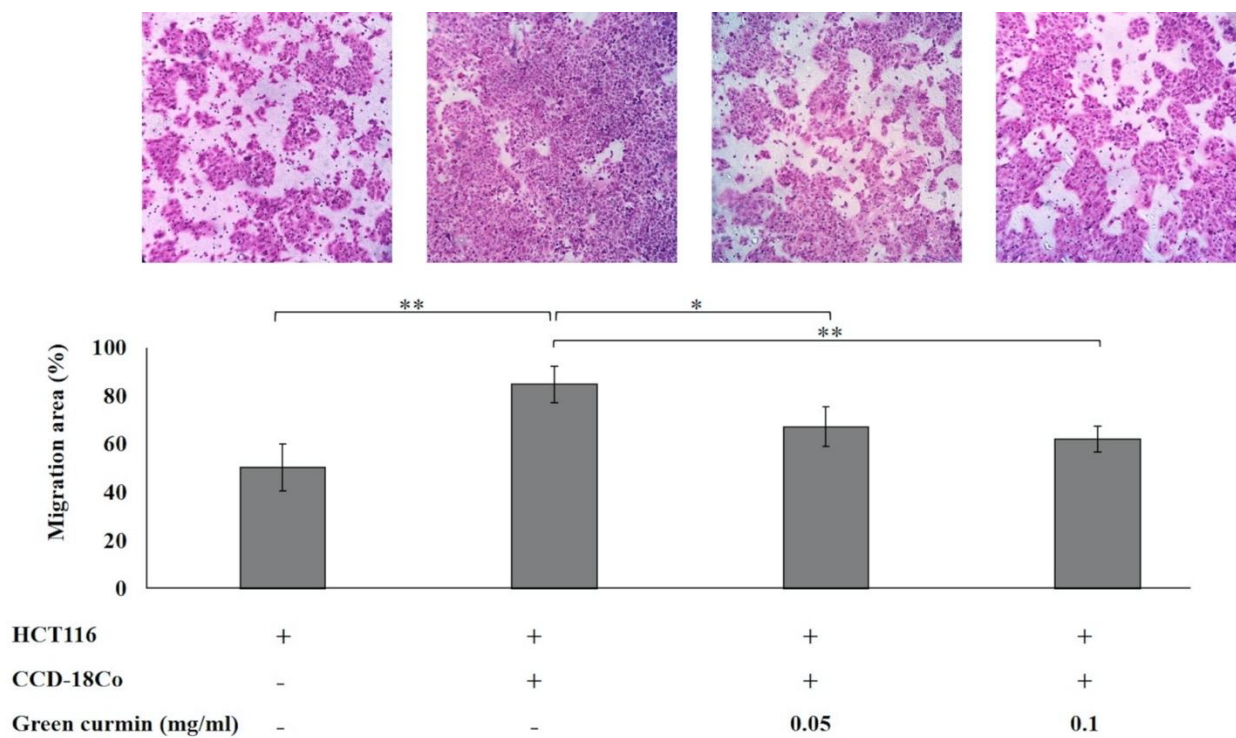 ** *
**
Migration area (%)
100
80
60
40
20
0
HCT116 + + + +
CCD-18Co - + + +
Green curmin (mg/ml) - - 0.05 0.1